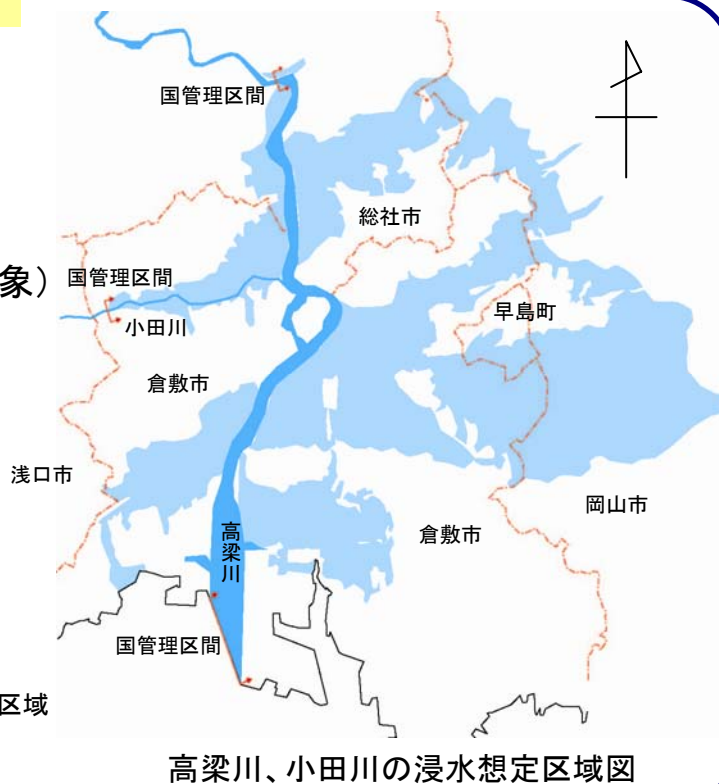 国管理区間
総社市
象）
国管理区間
早島町
小田川
倉敷市
浅口市
岡山市
倉敷市
高梁川
国管理区間
区域
高梁川、小田川の浸水想定区域図